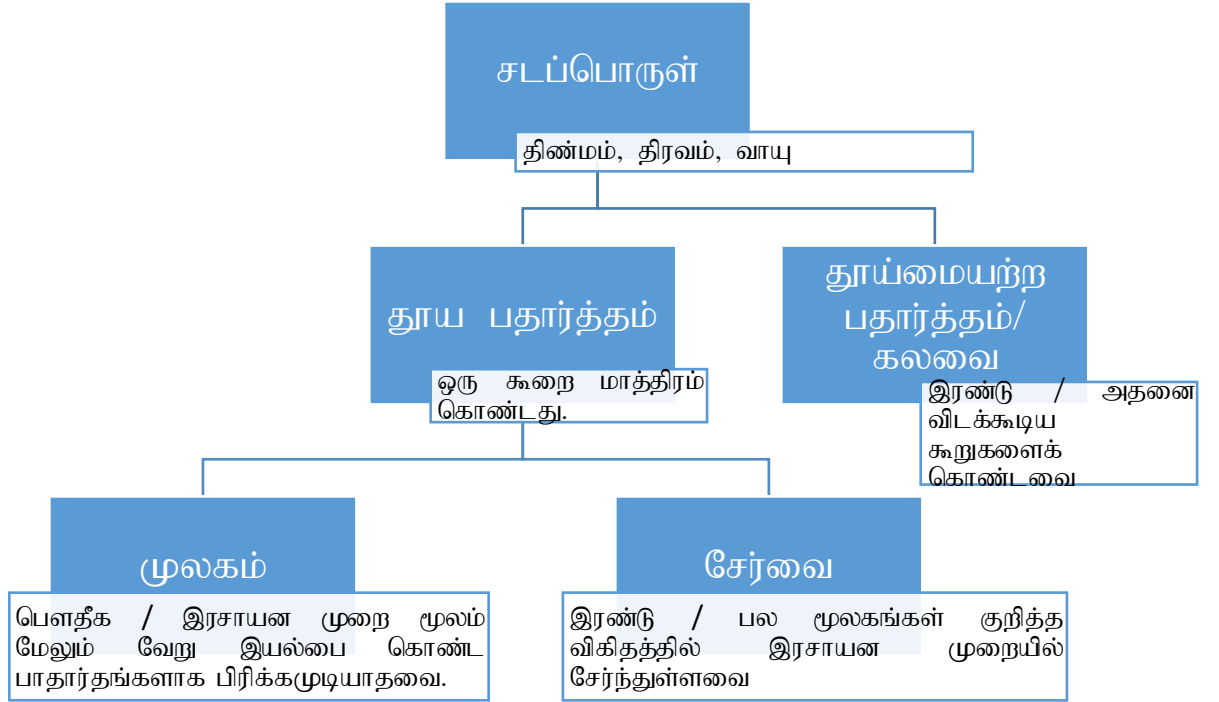 சடப்பொருள்
திண்மம், திரவம், வாயு
தூய பதார்த்தம்
ஒரு கூறை மாத்திரம்
கொண்டது.
தூய்மையற்ற
பதார்த்தம்/
கலவை
இரண்டு / அதனை
விடக்கூடிய
கூறுகளைக்
கொண்டவை
முலகம்
பௌதீக / இரசாயன முறை மூலம்
மேலும் வேறு இயல்பை கொண்ட
பாதார்தங்களாக பிரிக்கமுடியாதவை.
சேர்வை
இரண்டு / பல மூலகங்கள் குறித்த
விகிதத்தில் இரசாயன முறையில்
சேர்ந்துள்ளவை